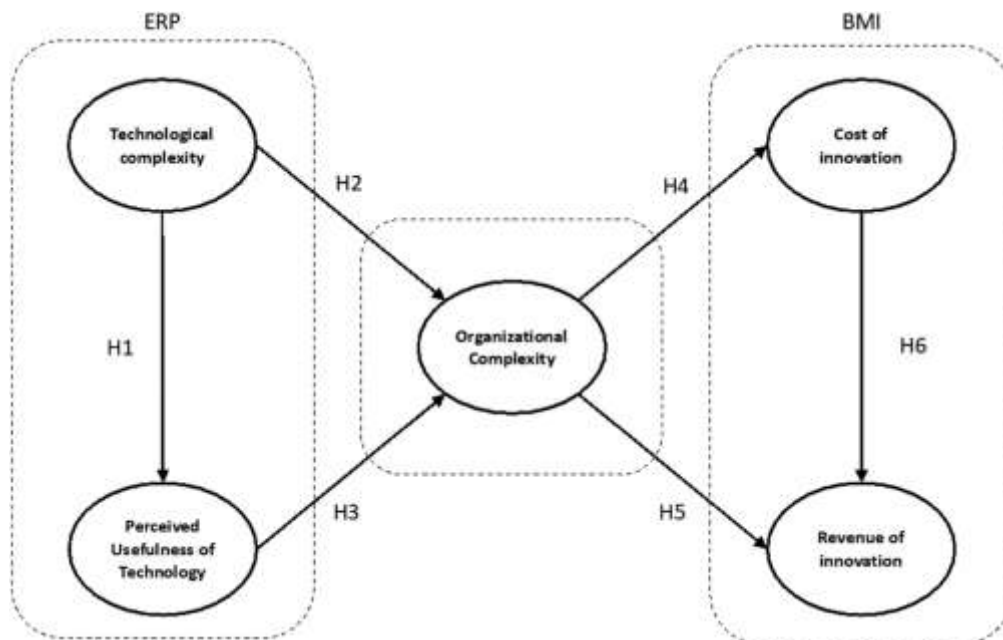 ERP
BMI
Technological
complexity
Cost of
innovation
H2
H4
Organizational
Complexity
H1
H6
H3
H5
Perceived
Usefulness of
Technology
Revenue of
innovation